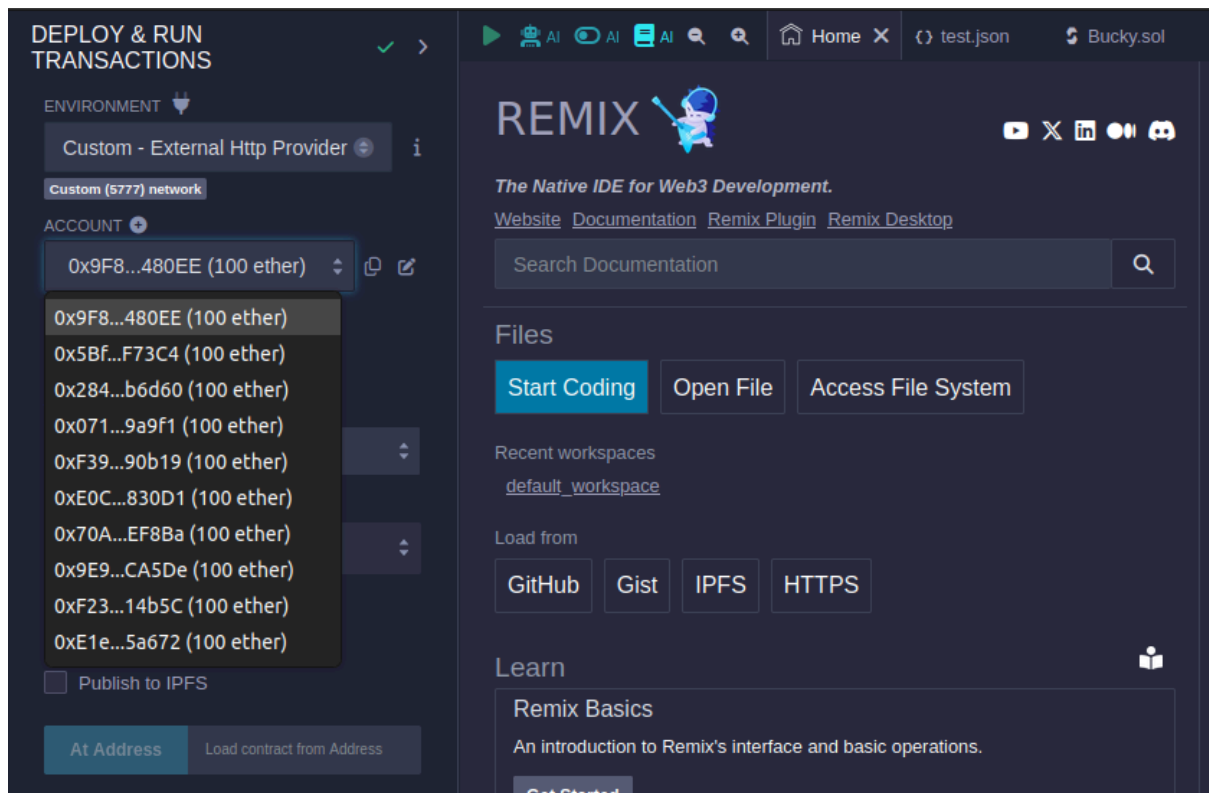 DEPLOY & RUN
TRANSACTIONS
ENVIRONMENT
Custom - External Http Provider
i
Custom (5777) network
ACCOUNT
0x9F8...480EE (100 ether)
0x9F8...480EE (100 ether)
0x5Bf...F73C4 (100 ether)
0x284...b6d60 (100 ether)
0x071...9a9f1 (100 ether)
0xF39...90b19 (100 ether)
0xE0C...830D1 (100 ether)
0x70A...EF8Ba (100 ether)
0x9E9...CA5De (100 ether)
0xF23...14b5C (100 ether)
0xE1e...5a672 (100 ether)
Publish to IPFS
At Address Load contract from Address
AI AI AI Home test.json Bucky.sol
REMIX
The Native IDE for Web3 Development.
Website Documentation Remix Plugin Remix Desktop
Search Documentation
Files
Start Coding Open File Access File System
Recent workspaces
default_workspace
Load from
GitHub Gist IPFS HTTPS
Learn
Remix Basics
An introduction to Remix's interface and basic operations.
Get Started